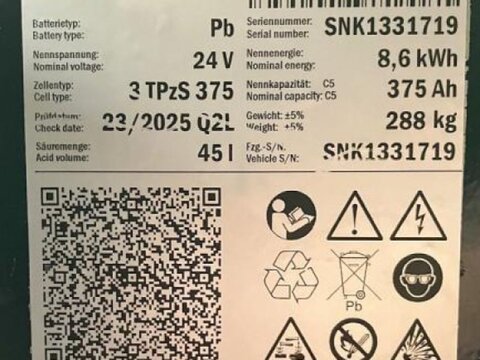 Batterietyp: Pb Seriennummer: SNK1331719
Battery type: Serial number:
Nennspannung: 24 V Nennenergie: 8,6 kWh
Nominal voltage: Nominal energy:
Zellentyp: 3 TPzS 375 Nennkapazität: C5 375 Ah
Cell type: Nominal capacity: C5
Prüfdatum: 23/2025 Q2L Gewicht: ±5% 288 kg
Check date: Weight: ±5%
Säuremenge: 45 l Fzg.-S/N.: SNK1331719
Acid volume: Vehicle S/N:
Pb